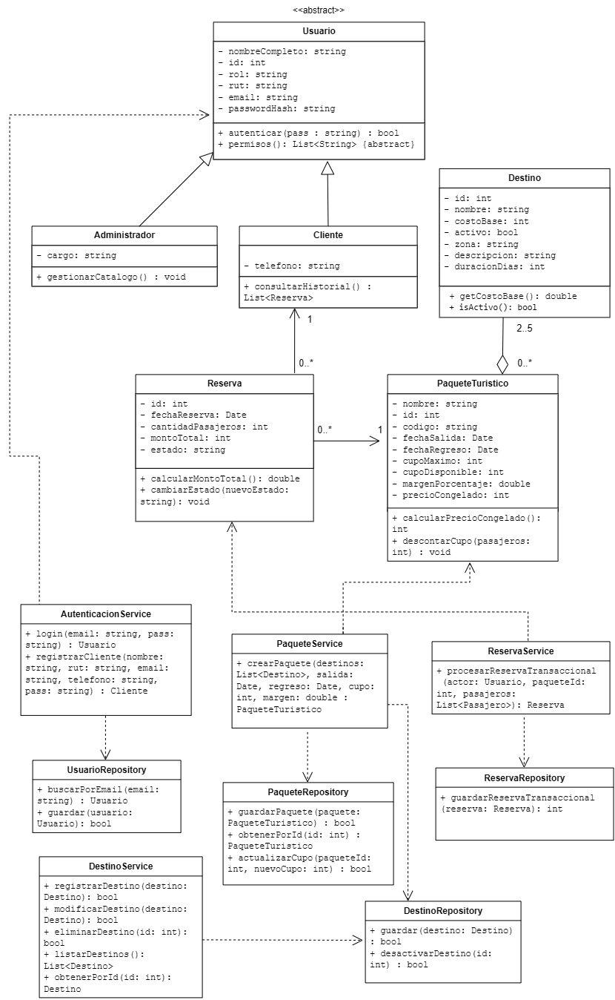 <<abstract>>
Usuario
- nombreCompleto: string
- id: int
- rol: string
- rut: string
- email: string
- passwordHash: string
+ autenticar(pass : string) : bool
+ permisos(): List<String> {abstract}
Destino
- id: int
- nombre: string
- costoBase: int
- activo: bool
- zona: string
- descripcion: string
- duracionDias: int
+ getCostoBase(): double
+ isActivo(): bool
Administrador
- cargo: string
+ gestionarCatalogo() : void
Cliente
- telefono: string
+ consultarHistorial() :
List<Reserva>
1
0..*
2..5
0..*
Reserva
- id: int
- fechaReserva: Date
- cantidadPasajeros: int
- montoTotal: int
- estado: string
+ calcularMontoTotal(): double
+ cambiarEstado(nuevoEstado:
string): void
0..*
1
PaqueteTuristico
- nombre: string
- id: int
- codigo: string
- fechaSalida: Date
- fechaRegreso: Date
- cupoMaximo: int
- cupoDisponible: int
- margenPorcentaje: double
- precioCongelado: int
+ calcularPrecioCongelado():
int
+ descontarCupo(pasajeros:
int) : void
AutenticacionService
+ login(email: string, pass:
string) : Usuario
+ registrarCliente(nombre:
string, rut: string, email:
string, telefono: string,
pass: string) : Cliente
PaqueteService
+ crearPaquete(destinos:
List<Destino>, salida:
Date, regreso: Date, cupo:
int, margen: double :
PaqueteTuristico
ReservaService
+ procesarReservaTransaccional
(actor: Usuario, paqueteId:
int, pasajeros:
List<Pasajero>): Reserva
UsuarioRepository
+ buscarPorEmail(email:
string) : Usuario
+ guardar(usuario:
Usuario): bool
PaqueteRepository
+ guardarPaquete(paquete:
PaqueteTuristico) : bool
+ obtenerPorId(id: int) :
PaqueteTuristico
+ actualizarCupo(paqueteId:
int, nuevoCupo: int) : bool
ReservaRepository
+ guardarReservaTransaccional
(reserva: Reserva): int
DestinoService
+ registrarDestino(destino:
Destino): bool
+ modificarDestino(destino:
Destino): bool
+ eliminarDestino(id: int):
bool
+ listarDestinos():
List<Destino>
+ obtenerPorId(id: int):
Destino
DestinoRepository
+ guardar(destino: Destino)
: bool
+ desactivarDestino(id:
int) : bool